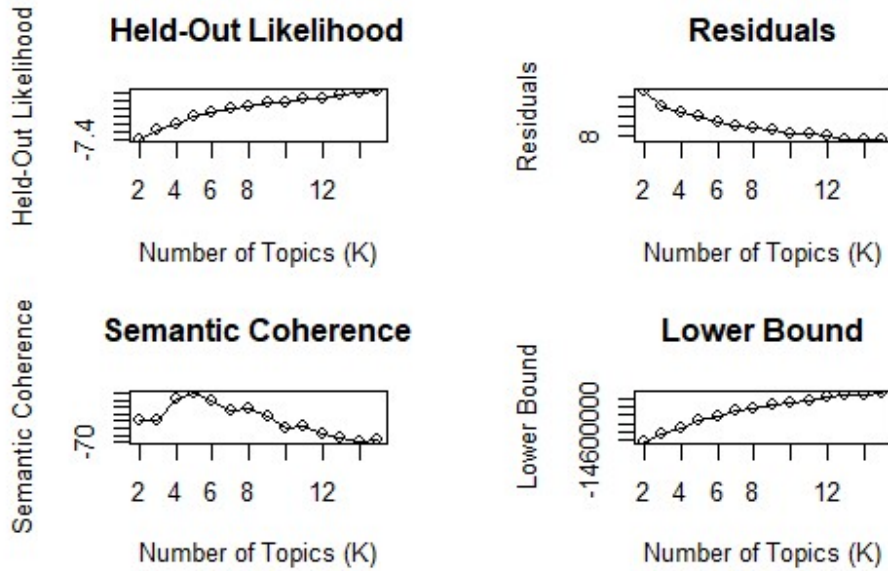 Held-Out Likelihood
Held-Out Likelihood
-7.4
2 4 6 8 12
Number of Topics (K)
Residuals
Residuals
8
2 4 6 8 12
Number of Topics (K)
Semantic Coherence
Semantic Coherence
-70
2 4 6 8 12
Number of Topics (K)
Lower Bound
Lower Bound
-14600000
2 4 6 8 12
Number of Topics (K)